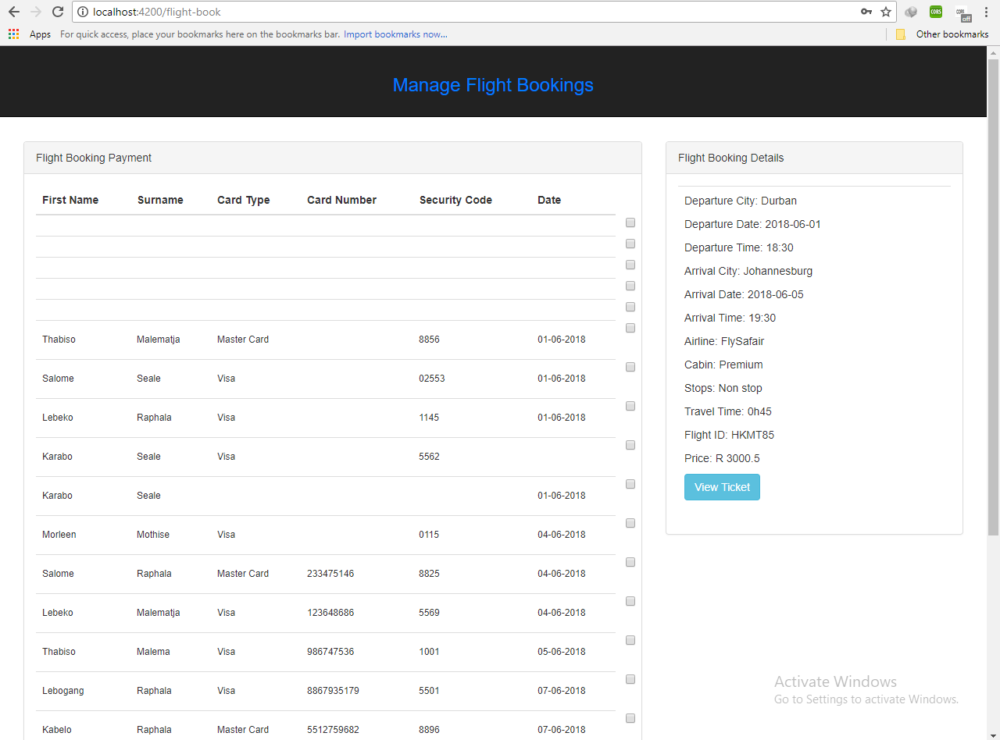 localhost:4200/flight-book
CORS
CORS
off
Apps For quick access, place your bookmarks here on the bookmarks bar. Import bookmarks now... Other bookmarks
Manage Flight Bookings
Flight Booking Payment
First Name Surname Card Type Card Number Security Code Date
Thabiso Malematja Master Card 8856 01-06-2018
Salome Seale Visa 02553 01-06-2018
Lebeko Raphala Visa 1145 01-06-2018
Karabo Seale Visa 5562
Karabo Seale 01-06-2018
Morleen Mothise Visa 0115 04-06-2018
Salome Raphala Master Card 233475146 8825 04-06-2018
Lebeko Malematja Visa 123648686 5569 04-06-2018
Thabiso Malema Visa 986747536 1001 05-06-2018
Lebogang Raphala Visa 8867935179 5501 07-06-2018
Kabelo Raphala Master Card 5512759682 8896 07-06-2018
Flight Booking Details
Departure City: Durban
Departure Date: 2018-06-01
Departure Time: 18:30
Arrival City: Johannesburg
Arrival Date: 2018-06-05
Arrival Time: 19:30
Airline: FlySafair
Cabin: Premium
Stops: Non stop
Travel Time: 0h45
Flight ID: HKMT85
Price: R 3000.5
View Ticket
Activate Windows
Go to Settings to activate Windows.